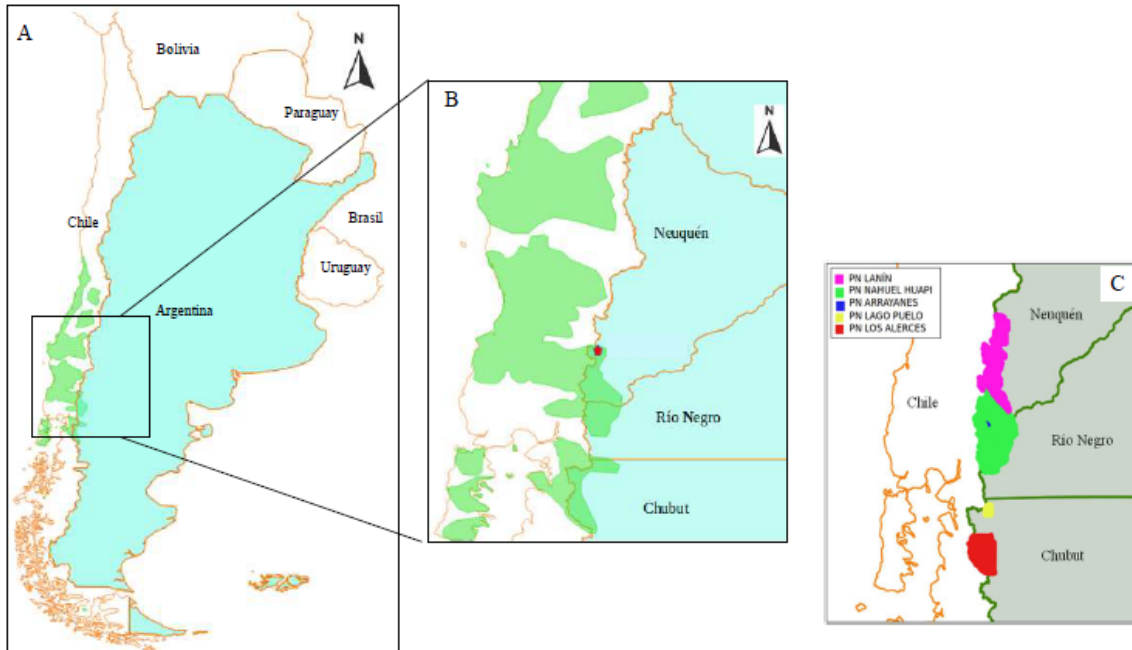 A
N
Bolivia
Paraguay
Chile
Brasil
Uruguay
Argentina
B
N
Neuquén
Río Negro
Chubut
C
PN LANÍN
PN NAHUEL HUAPI
PN ARRAYANES
PN LAGO PUELO
PN LOS ALERCES
Neuquén
Chile
Río Negro
Chubut